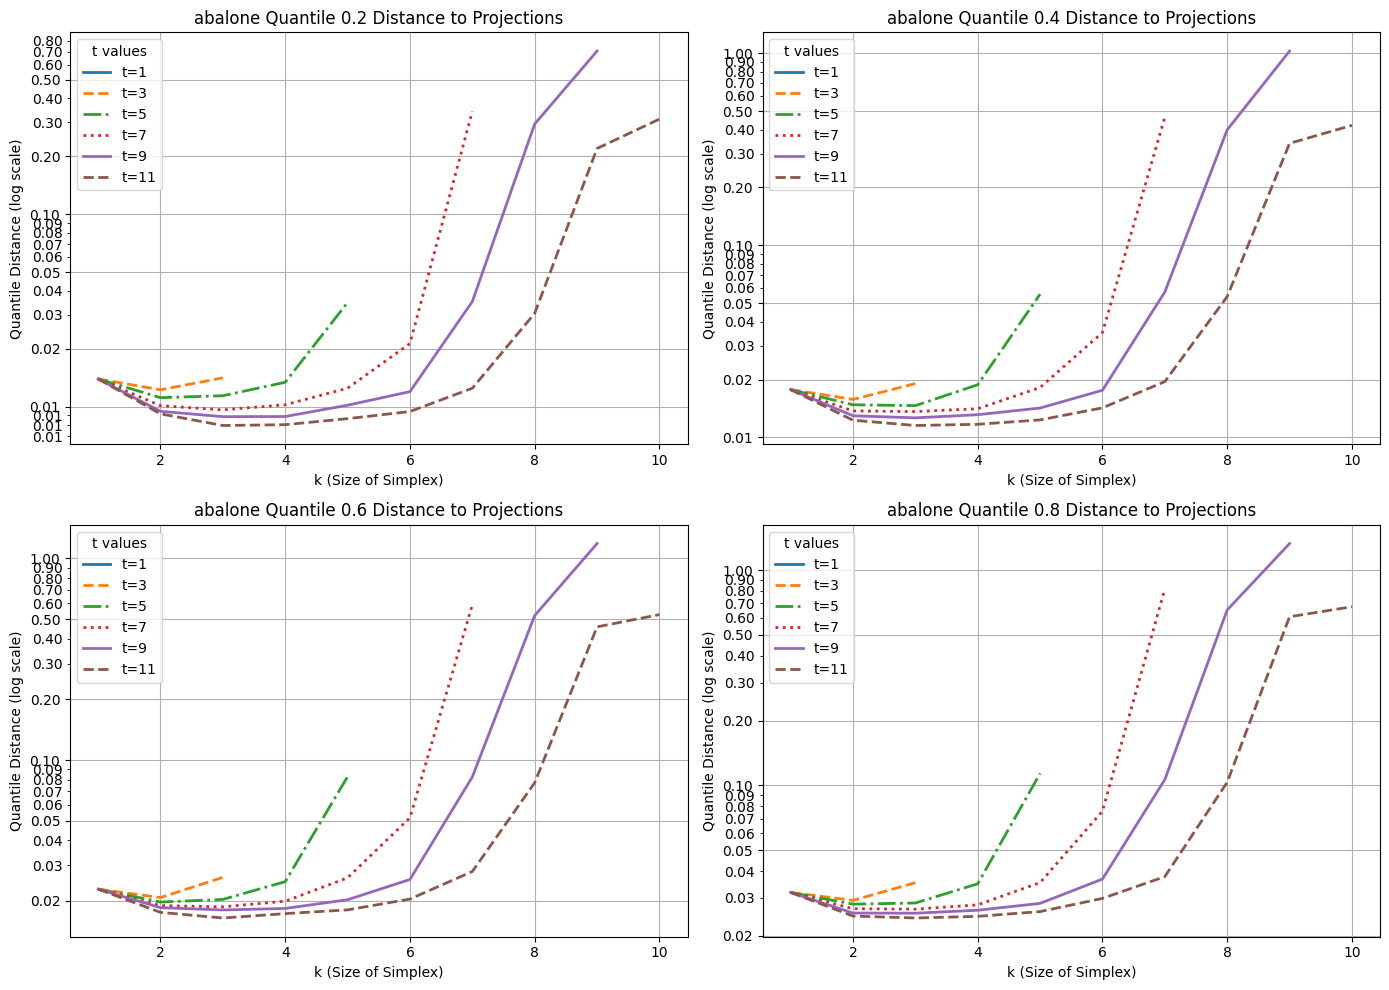 abalone Quantile 0.2 Distance to Projections
Quantile Distance (log scale)
0.80
0.70
0.60
0.50
0.40
0.30
0.20
0.10
0.09
0.08
0.07
0.06
0.05
0.04
0.03
0.02
0.01
0.01
0.01
0.01
t values
t=1
t=3
t=5
t=7
t=9
t=11
2 4 6 8 10
k (Size of Simplex)
abalone Quantile 0.4 Distance to Projections
Quantile Distance (log scale)
1.00
0.90
0.80
0.70
0.60
0.50
0.40
0.30
0.20
0.10
0.09
0.08
0.07
0.06
0.05
0.04
0.03
0.02
0.01
t values
t=1
t=3
t=5
t=7
t=9
t=11
2 4 6 8 10
k (Size of Simplex)
abalone Quantile 0.6 Distance to Projections
Quantile Distance (log scale)
1.00
0.90
0.80
0.70
0.60
0.50
0.40
0.30
0.20
0.10
0.09
0.08
0.07
0.06
0.05
0.04
0.03
0.02
t values
t=1
t=3
t=5
t=7
t=9
t=11
2 4 6 8 10
k (Size of Simplex)
abalone Quantile 0.8 Distance to Projections
Quantile Distance (log scale)
1.00
0.90
0.80
0.70
0.60
0.50
0.40
0.30
0.20
0.10
0.09
0.08
0.07
0.06
0.05
0.04
0.03
0.02
t values
t=1
t=3
t=5
t=7
t=9
t=11
2 4 6 8 10
k (Size of Simplex)